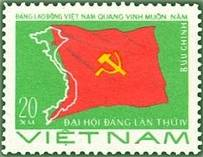 ĐẢNG LAO ĐỘNG VIỆT NAM QUANG VINH MUÔN NĂM
BƯU CHÍNH
20
XU
ĐẠI HỘI ĐẢNG LẦN THỨ IV
VIETNAM